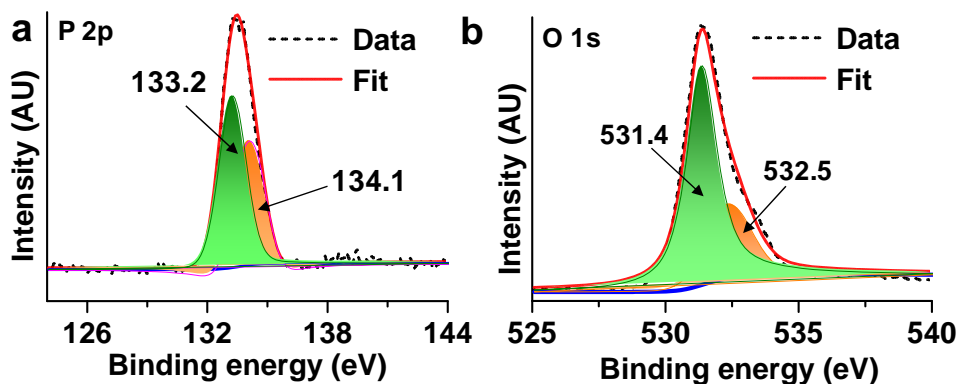 a
P 2p
Data
Fit
133.2
134.1
Intensity (AU)
126
132
138
144
Binding energy (eV)
b
O 1s
Data
Fit
531.4
532.5
Intensity (AU)
525
530
535
540
Binding energy (eV)